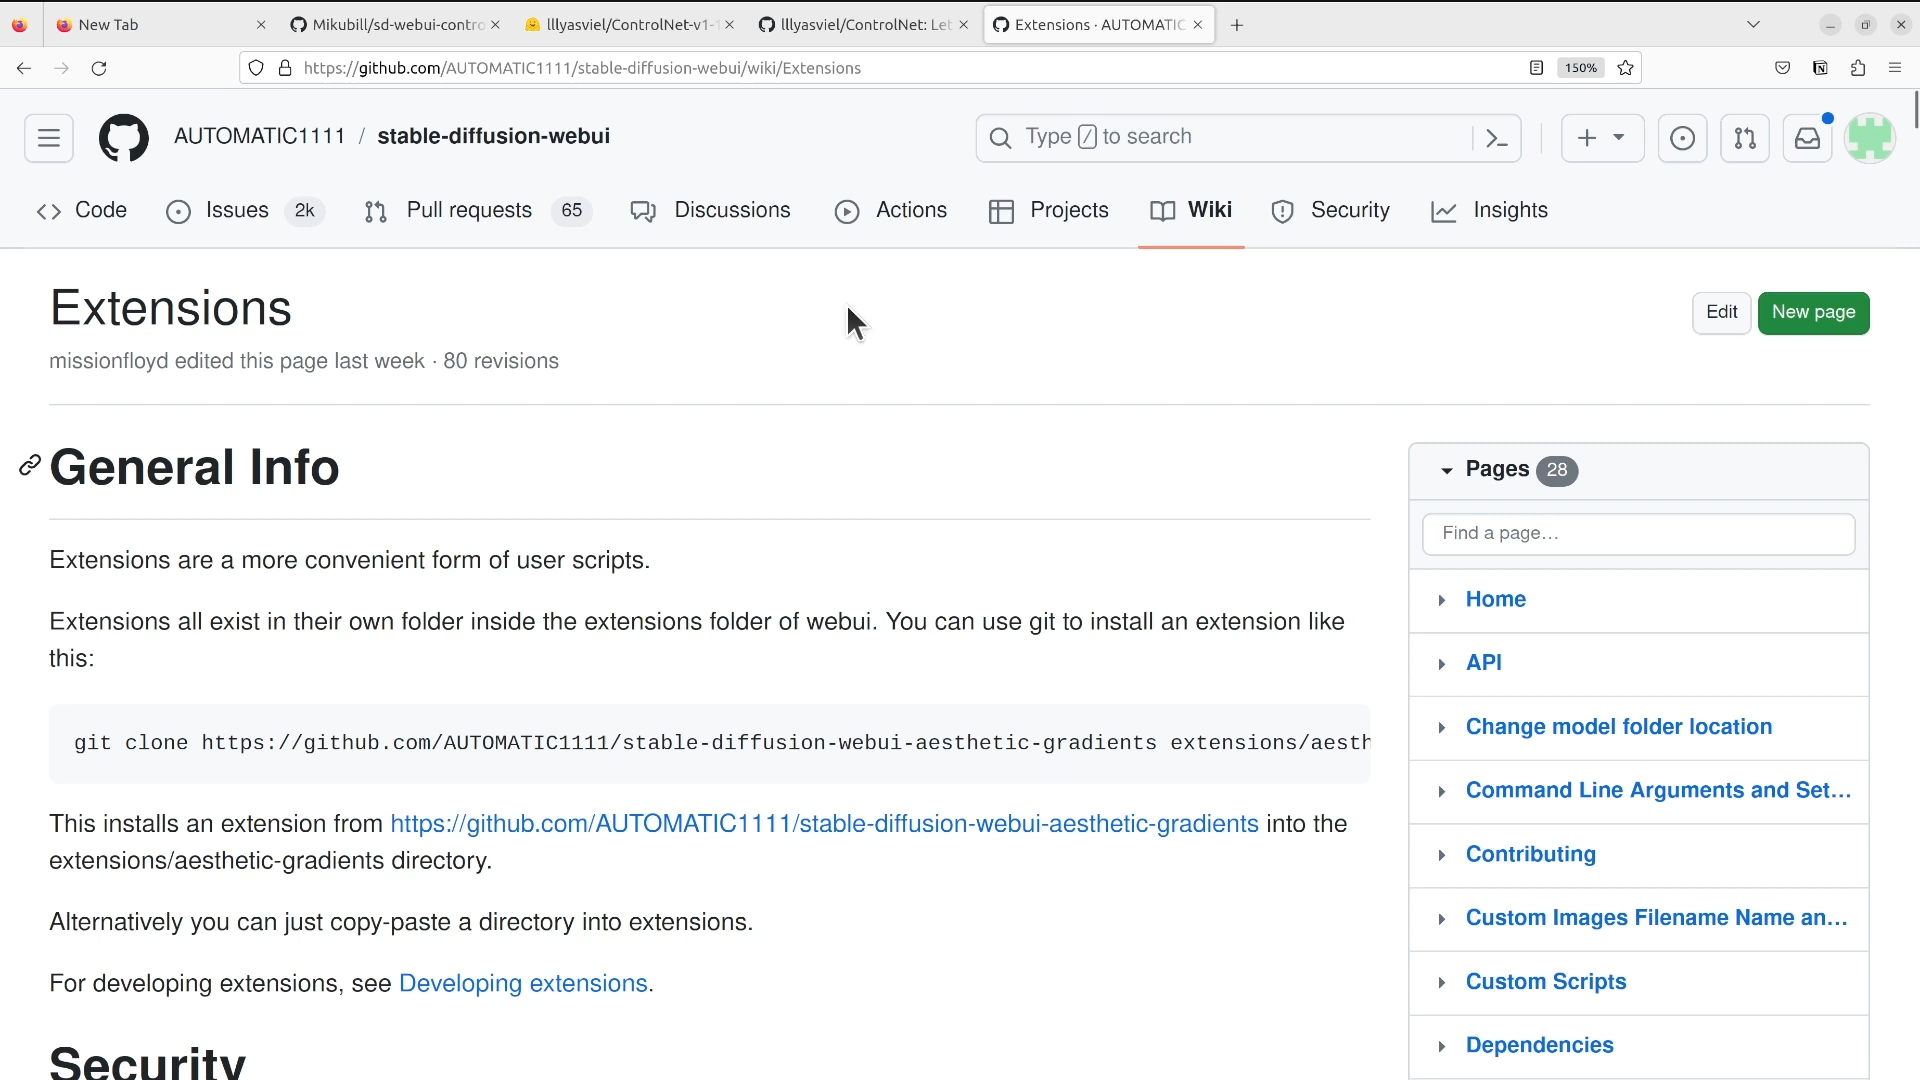 New Tab
Mikubill/sd-webui-contro
lllyasviel/ControlNet-v1-1
lllyasviel/ControlNet: Let
Extensions · AUTOMATIC
https://github.com/AUTOMATIC1111/stable-diffusion-webui/wiki/Extensions
150%
AUTOMATIC1111 / stable-diffusion-webui
Type / to search
Code
Issues 2k
Pull requests 65
Discussions
Actions
Projects
Wiki
Security
Insights
Extensions
Edit
New page
missionfloyd edited this page last week · 80 revisions
General Info
Extensions are a more convenient form of user scripts.
Extensions all exist in their own folder inside the extensions folder of webui. You can use git to install an extension like
this:
git clone https://github.com/AUTOMATIC1111/stable-diffusion-webui-aesthetic-gradients extensions/aesth
This installs an extension from https://github.com/AUTOMATIC1111/stable-diffusion-webui-aesthetic-gradients into the
extensions/aesthetic-gradients directory.
Alternatively you can just copy-paste a directory into extensions.
For developing extensions, see Developing extensions.
Security
Pages 28
Find a page…
Home
API
Change model folder location
Command Line Arguments and Set…
Contributing
Custom Images Filename Name an…
Custom Scripts
Dependencies